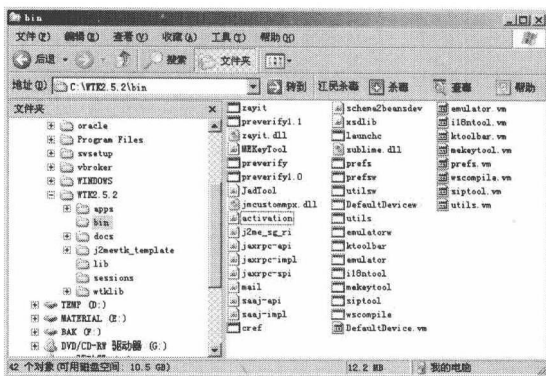 bin
文件(F) 编辑(E) 查看(V) 收藏(A) 工具(T) 帮助(H)
后退 搜索 文件夹
地址(D) C:\WTK2.5.2\bin 转到 江民杀毒 杀毒 查毒 帮助
文件夹
oracle
Program Files
svsetup
vbroker
WINDOWS
WTK2.5.2
apps
bin
docs
j2mewtk_template
lib
sessions
wtklib
TEMP (D:)
MATERIAL (E:)
BAK (F:)
DVD/CD-RW 驱动器 (G:)
zayit
preverify1.1
zayit.dll
MEKeyTool
preverify
preverify1.0
JadTool
jmcustommpx.dll
activation
j2me_sg_ri
jaxrpc-api
jaxrpc-impl
jaxrpc-spi
mail
saaj-api
saaj-impl
cref
schema2beansdev
xsdlib
launchc
sublime.dll
prefs
prefsw
utilsw
DefaultDevicew
utils
emulatorw
ktoolbar
emulator
i18ntool
mekeytool
siptool
wscompile
DefaultDevice.vm
emulator.vm
i18ntool.vm
ktoolbar.vm
mekeytool.vm
prefs.vm
wscompile.vm
siptool.vm
utils.vm
42 个对象(可用磁盘空间: 10.5 GB) 12.2 MB 我的电脑